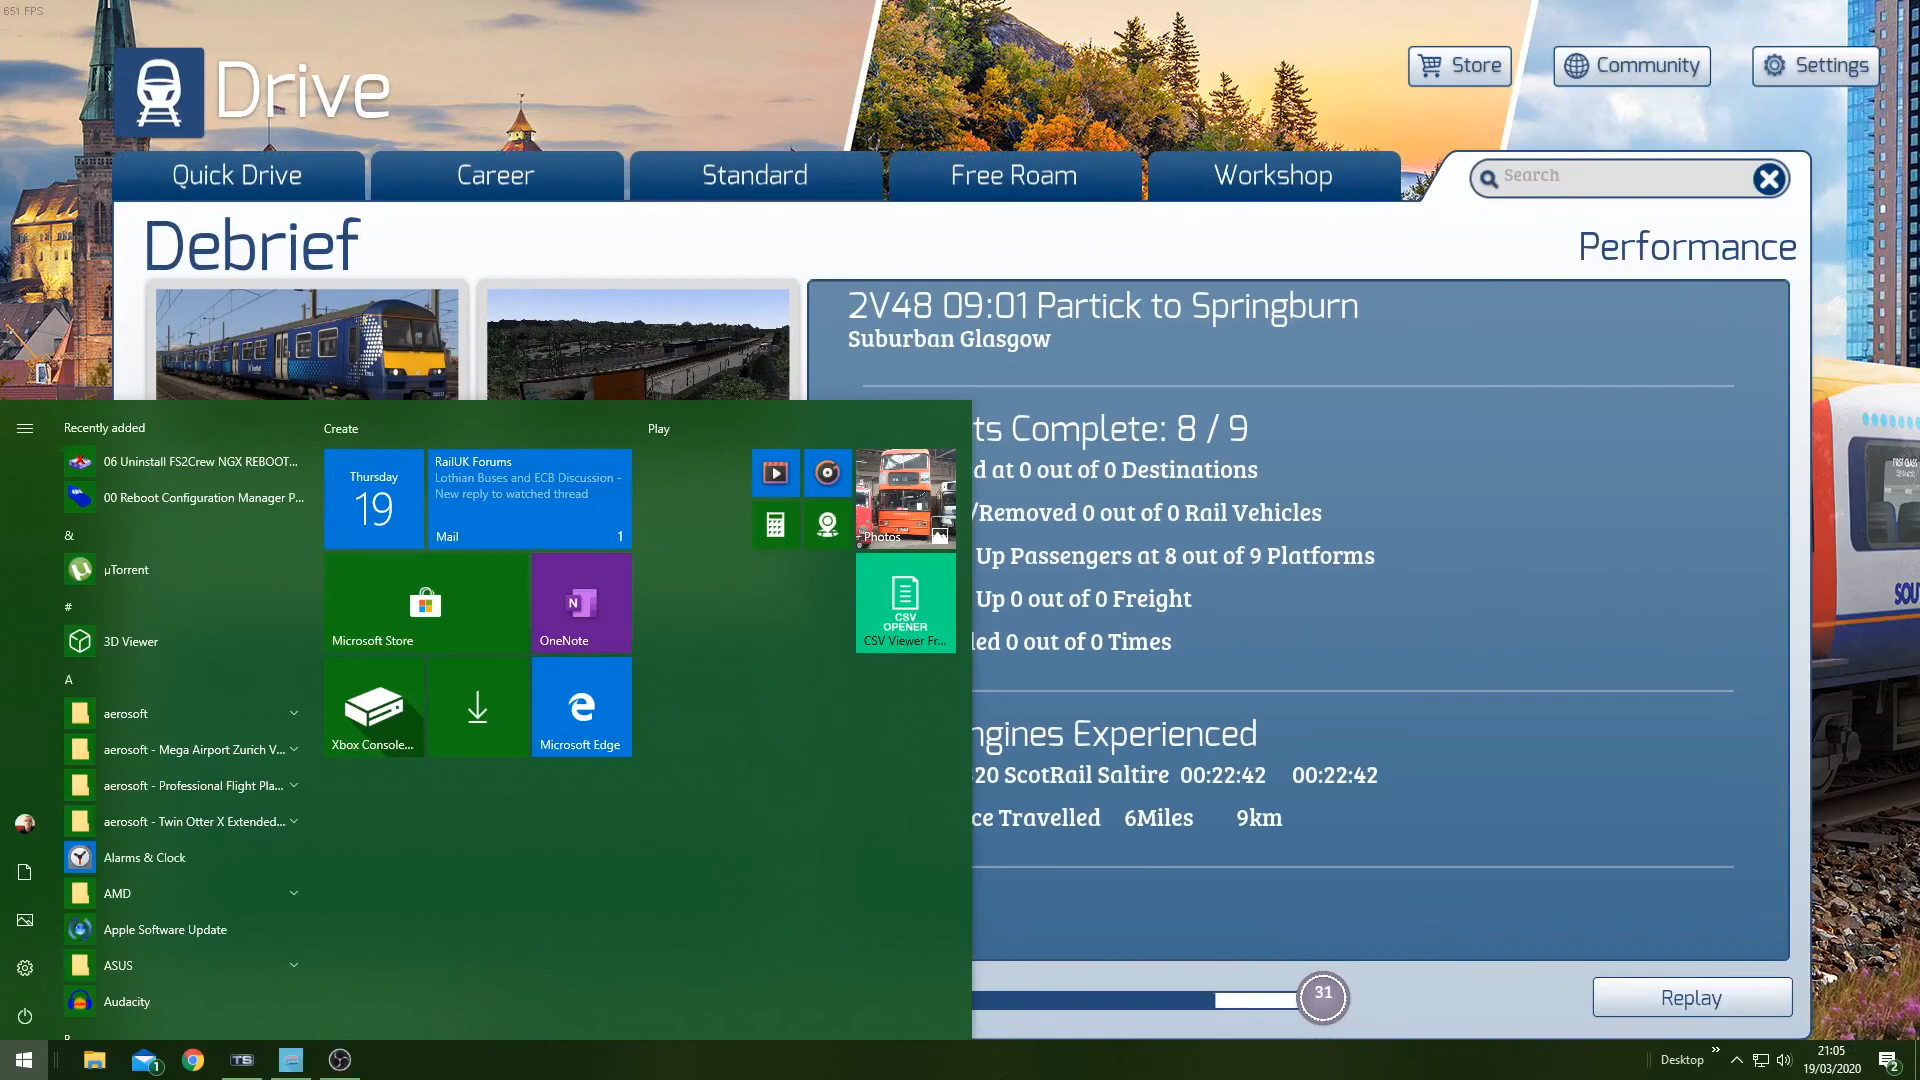 651 FPS
Drive
Store
Community
Settings
Quick Drive
Career
Standard
Free Roam
Workshop
Search
Debrief
Performance
2V48 09:01 Partick to Springburn
Suburban Glasgow
ts Complete: 8 / 9
d at 0 out of 0 Destinations
/Removed 0 out of 0 Rail Vehicles
Up Passengers at 8 out of 9 Platforms
Up 0 out of 0 Freight
led 0 out of 0 Times
ngines Experienced
20 ScotRail Saltire 00:22:42 00:22:42
ce Travelled 6Miles 9km
31
Replay
Recently added
06 Uninstall FS2Crew NGX REBOOT...
00 Reboot Configuration Manager P...
&
µTorrent
#
3D Viewer
A
aerosoft
aerosoft - Mega Airport Zurich V...
aerosoft - Professional Flight Pla...
aerosoft - Twin Otter X Extended...
Alarms & Clock
AMD
Apple Software Update
ASUS
Audacity
Create
Thursday
19
RailUK Forums
Lothian Buses and ECB Discussion -
New reply to watched thread
Mail 1
Microsoft Store
OneNote
Xbox Console...
Microsoft Edge
Play
Photos
CSV
OPENER
CSV Viewer Fr...
FIRST CLASS
SOU
1
TS
Desktop
21:05
19/03/2020
2